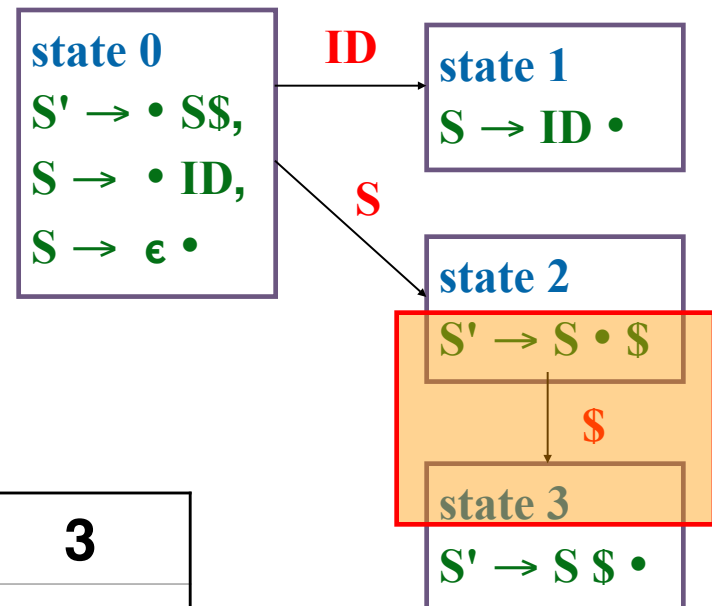 state 0
S' → • S$,
S → • ID,
S → ϵ •
ID
state 1
S → ID •
S
state 2
S' → S • $
$
state 3
S' → S $ •
3